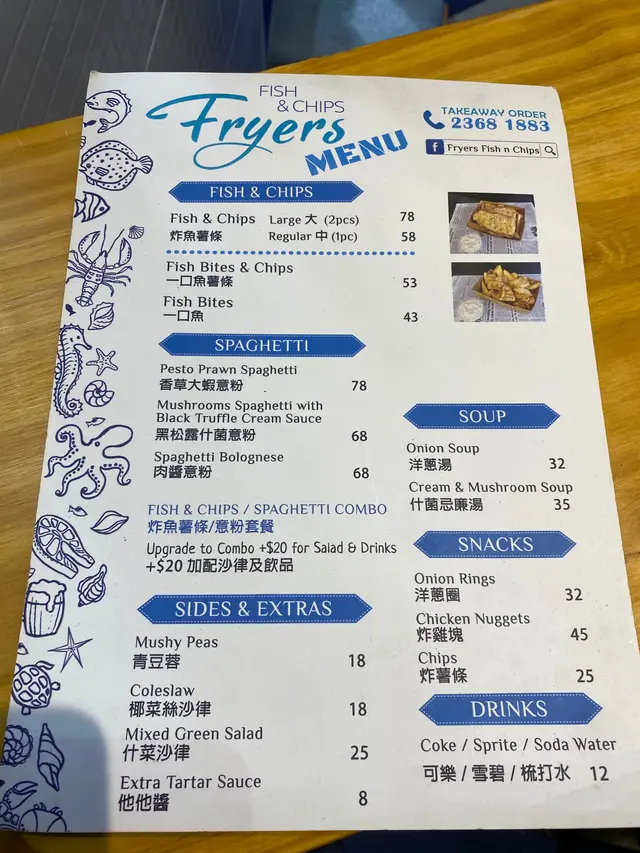 FISH
& CHIPS
Fryers
MENU
TAKEAWAY ORDER
2368 1883
f Fryers Fish n Chips
FISH & CHIPS
Fish & Chips Large 大 (2pcs) 78
炸魚薯條 Regular 中 (1pc) 58
Fish Bites & Chips
一口魚薯條 53
Fish Bites
一口魚 43
SPAGHETTI
Pesto Prawn Spaghetti
香草大蝦意粉 78
Mushrooms Spaghetti with
Black Truffle Cream Sauce
黑松露什菌意粉 68
Spaghetti Bolognese
肉醬意粉 68
FISH & CHIPS / SPAGHETTI COMBO
炸魚薯條/意粉套餐
Upgrade to Combo +$20 for Salad & Drinks
+$20 加配沙律及飲品
SIDES & EXTRAS
Mushy Peas
青豆蓉 18
Coleslaw
椰菜絲沙律 18
Mixed Green Salad
什菜沙律 25
Extra Tartar Sauce
他他醬 8
SOUP
Onion Soup
洋蔥湯 32
Cream & Mushroom Soup
什菌忌廉湯 35
SNACKS
Onion Rings
洋蔥圈 32
Chicken Nuggets
炸雞塊 45
Chips
炸薯條 25
DRINKS
Coke / Sprite / Soda Water
可樂 / 雪碧 / 梳打水 12